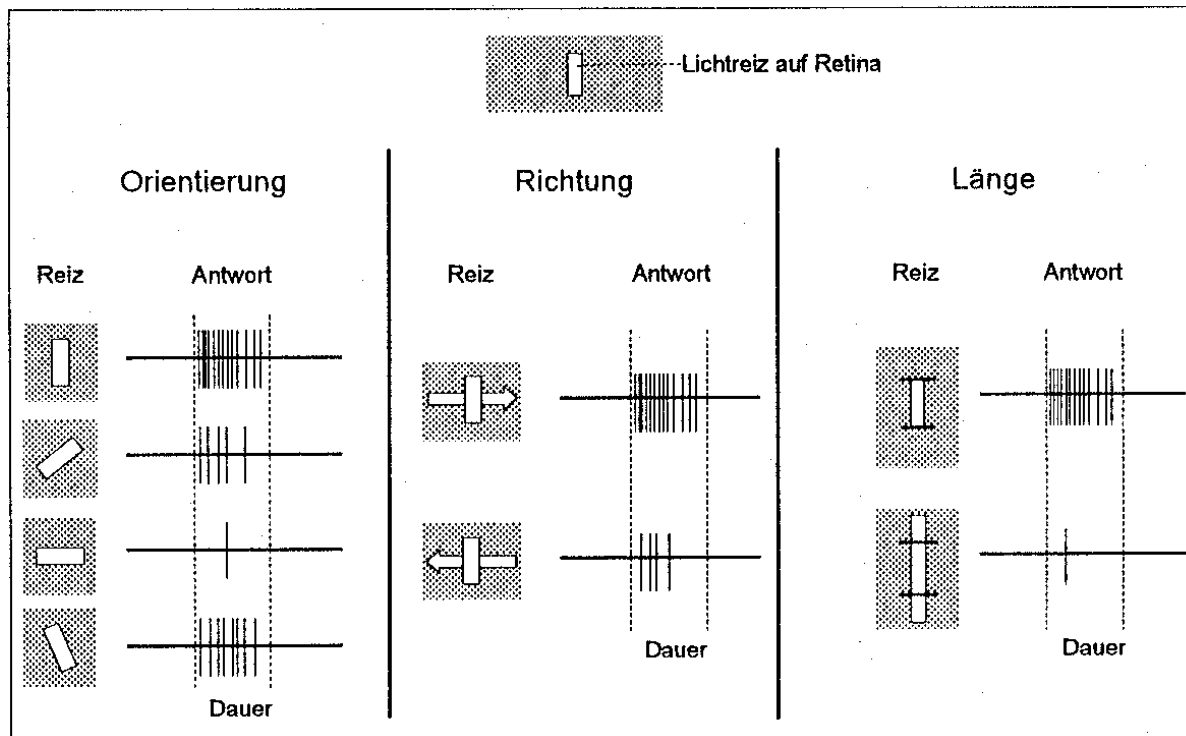 Lichtreiz auf Retina
Orientierung
Reiz Antwort
Dauer
Richtung
Reiz Antwort
Dauer
Länge
Reiz Antwort
Dauer